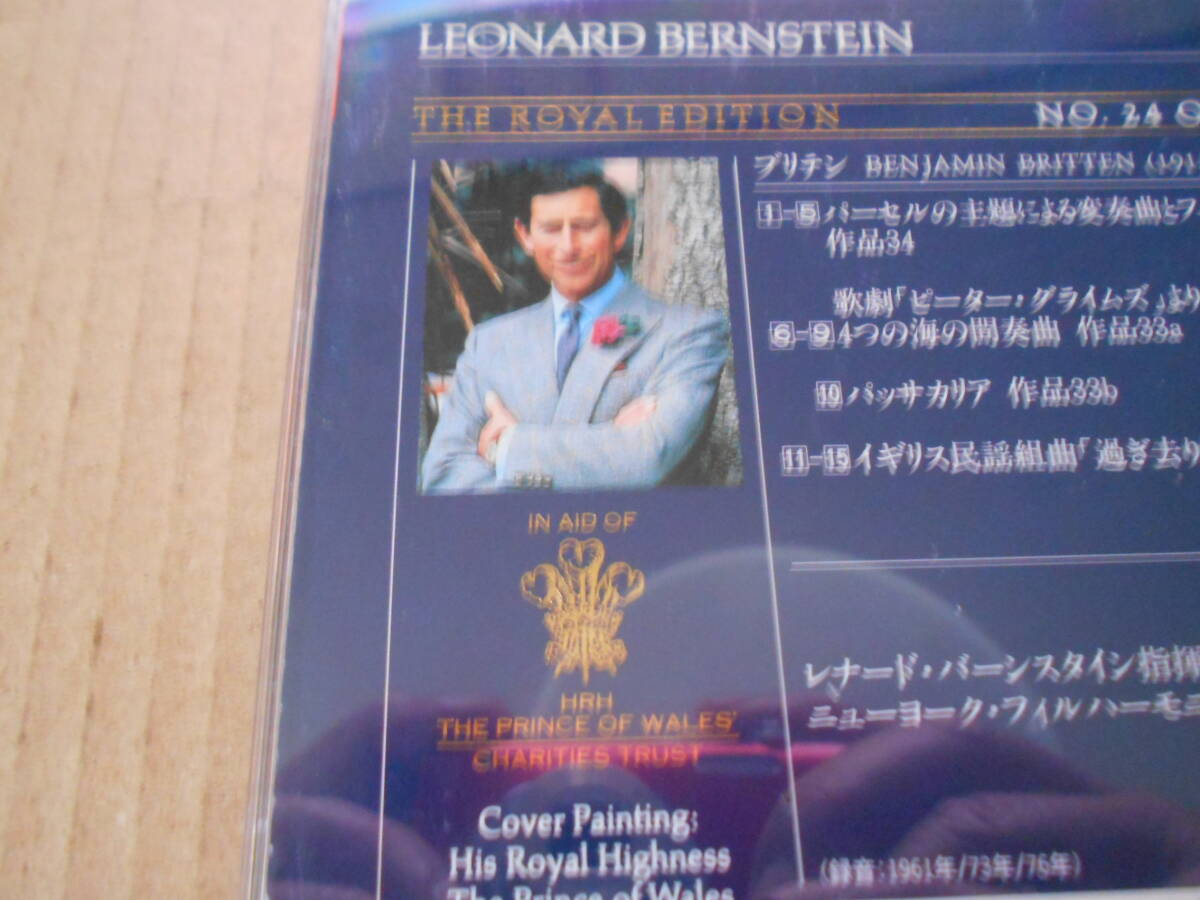 LEONARD BERNSTEIN
THE ROYAL EDITION
NO. 24
ブリテン BENJAMIN BRITTEN (191
1-5 パーセルの主題による変奏曲とフ
作品34
歌劇「ピーター・グライムズ」より
6-9 4つの海の間奏曲 作品33a
10 パッサカリア 作品33b
11-15 イギリス民謡組曲「過ぎ去り
IN AID OF
HRH
THE PRINCE OF WALES'
CHARITIES TRUST
Cover Painting:
His Royal Highness
The Prince of Wales
レナード・バーンスタイン指揮
ニューヨーク・フィルハーモニ
(録音:1961年/73年/76年)